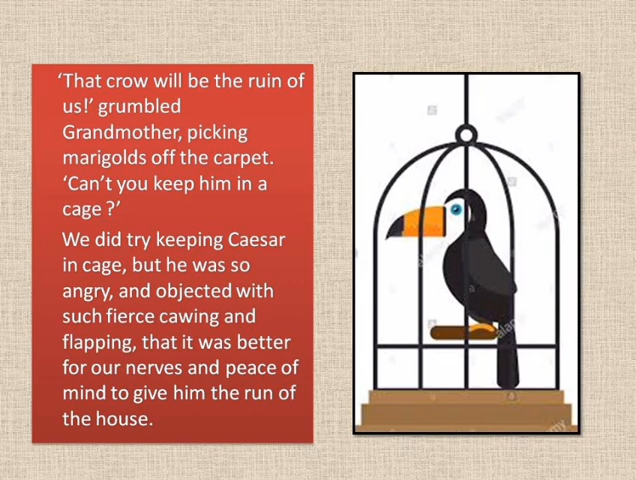 ‘That crow will be the ruin of
us!’ grumbled
Grandmother, picking
marigolds off the carpet.
‘Can’t you keep him in a
cage ?’
We did try keeping Caesar
in cage, but he was so
angry, and objected with
such fierce cawing and
flapping, that it was better
for our nerves and peace of
mind to give him the run of
the house.